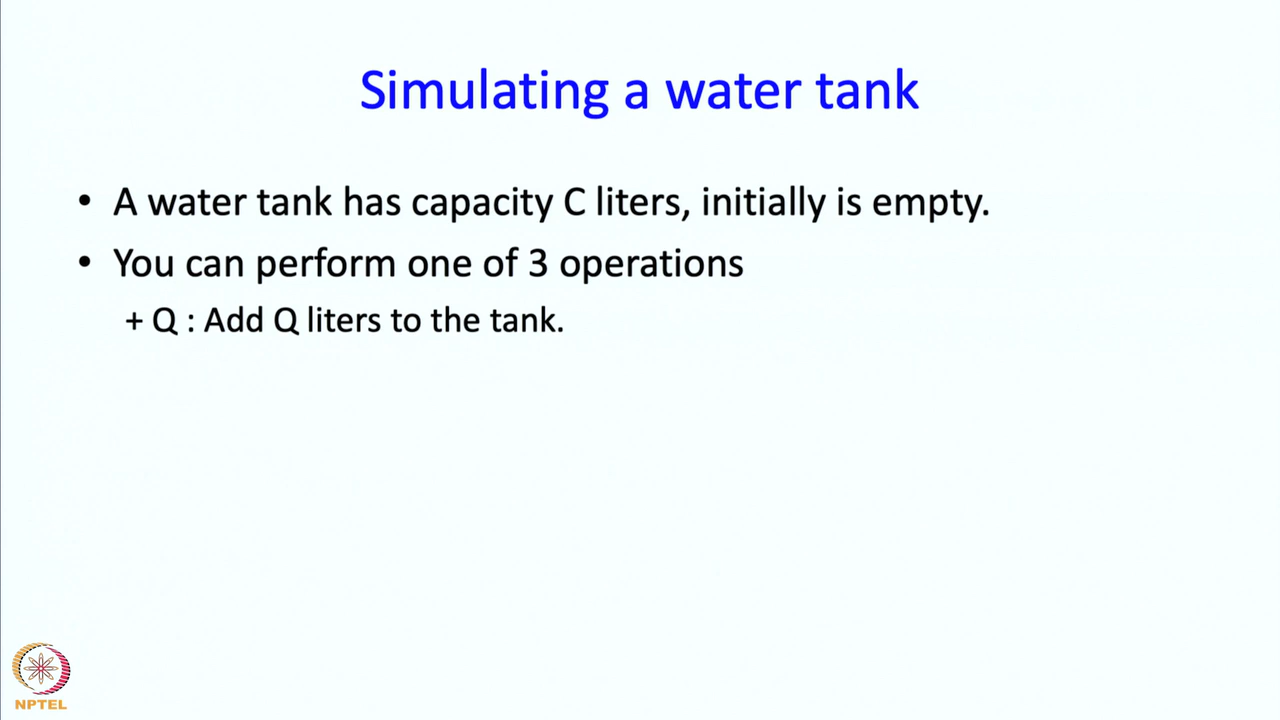 Simulating a water tank
• A water tank has capacity C liters, initially is empty.
• You can perform one of 3 operations
+ Q : Add Q liters to the tank.
NPTEL